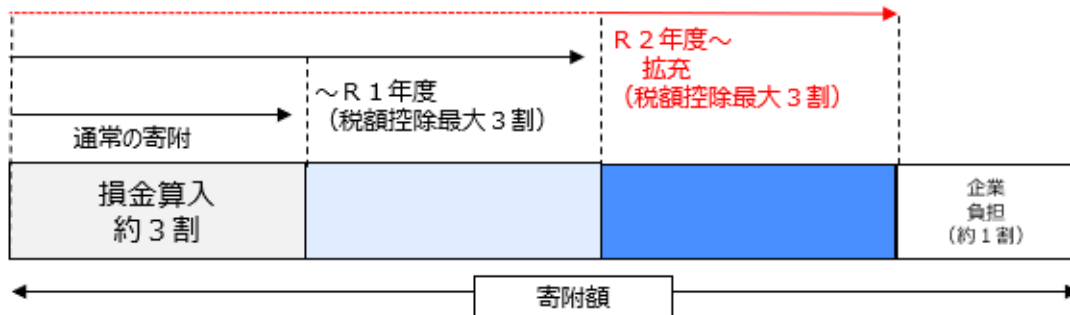 R２年度～
拡充
（税額控除最大３割）
～R１年度
（税額控除最大３割）
通常の寄附
損金算入
約３割
企業
負担
（約１割）
寄附額